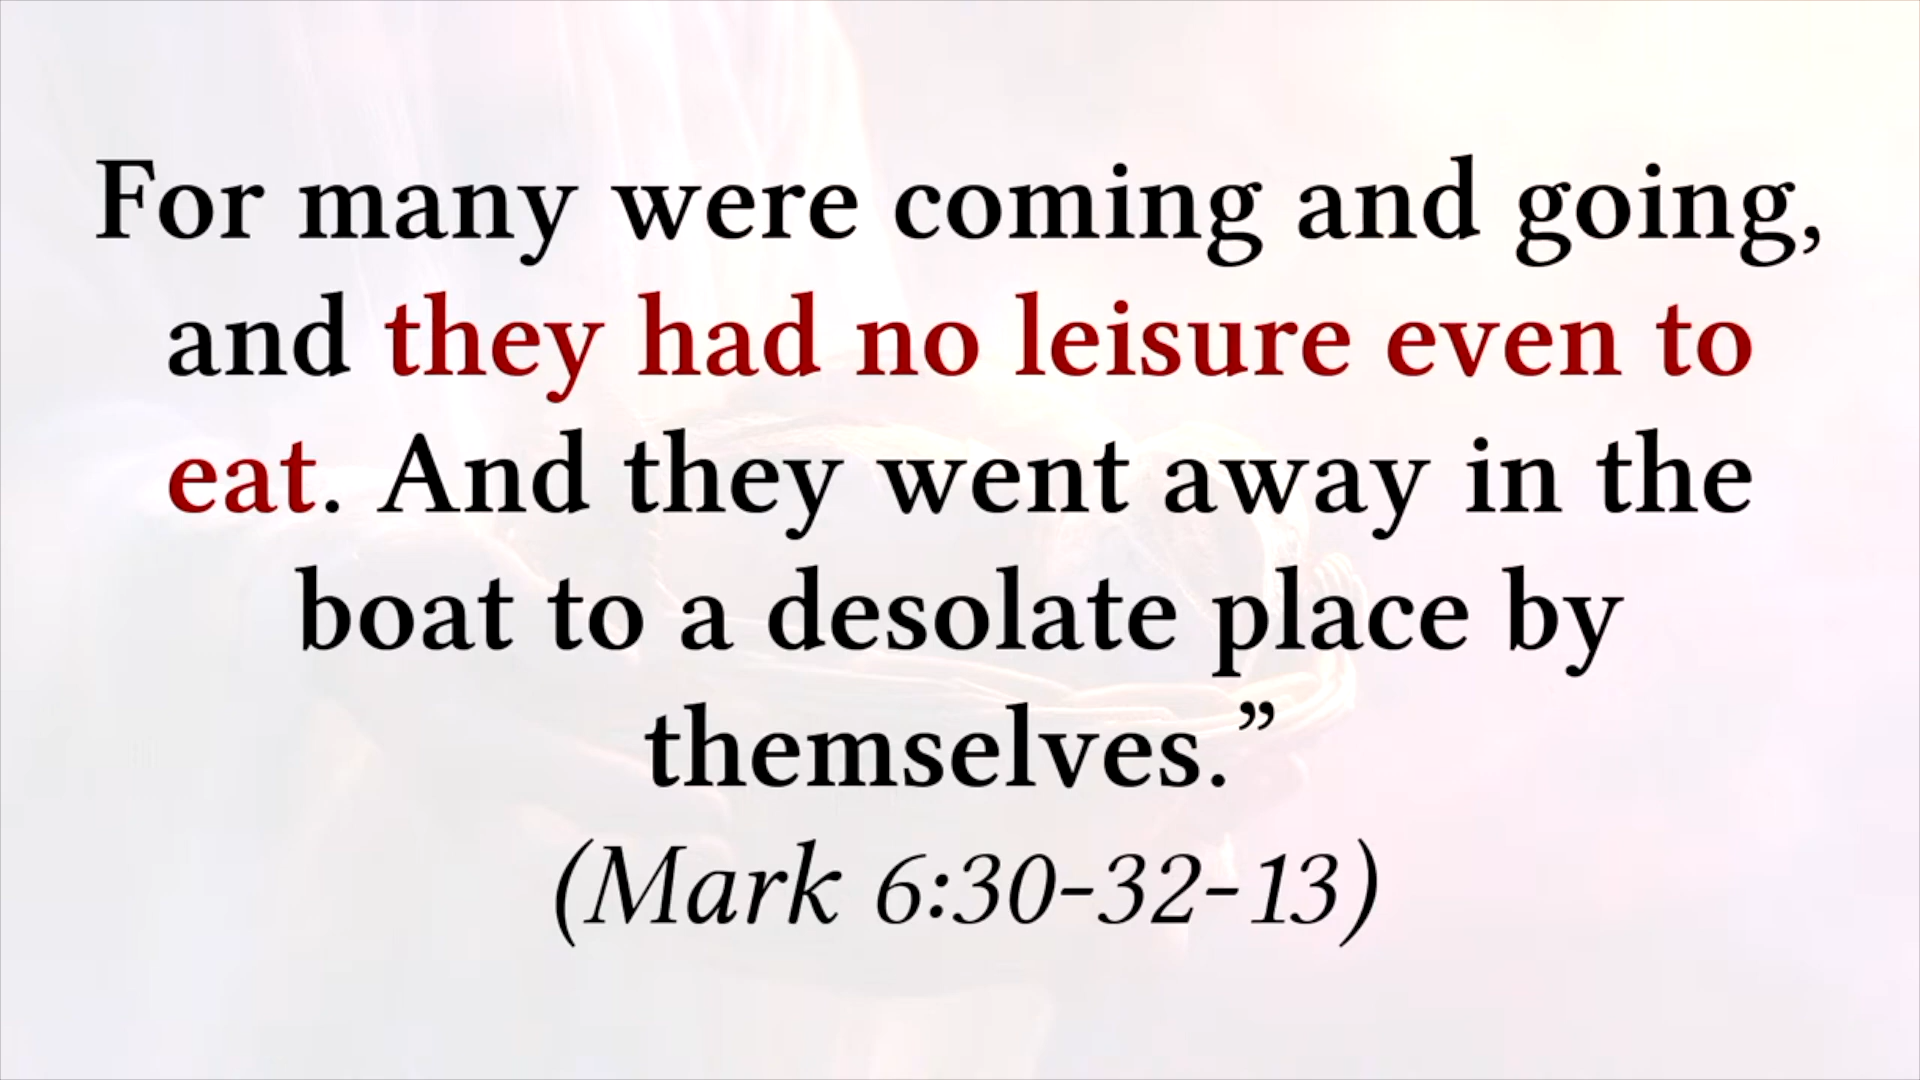 For many were coming and going,
and they had no leisure even to
eat. And they went away in the
boat to a desolate place by
themselves.”
(Mark 6:30-32-13)